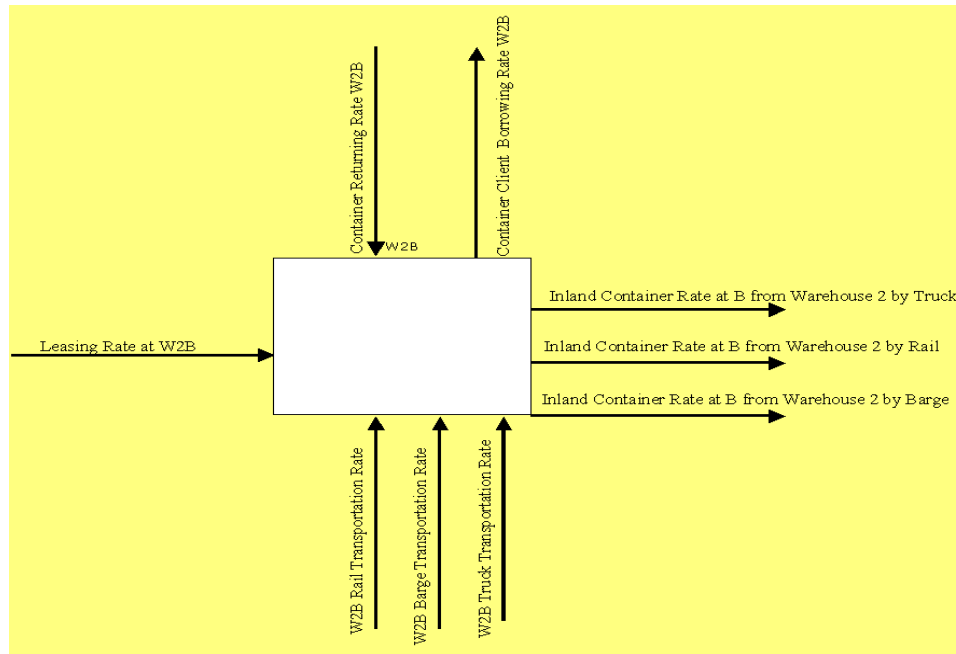 Container Returning Rate W2B
Container Client Borrowing Rate W2B
W2B
Inland Container Rate at B from Warehouse 2 by Truck
Leasing Rate at W2B
Inland Container Rate at B from Warehouse 2 by Rail
Inland Container Rate at B from Warehouse 2 by Barge
W2B Rail Transportation Rate
W2B Barge Transportation Rate
W2B Truck Transportation Rate